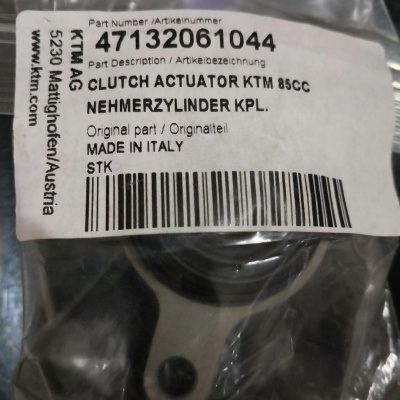 Part Number /Artikelnummer
47132061044
Part Description / Artikelbezeichnung
CLUTCH ACTUATOR KTM 85CC
NEHMERZYLINDER KPL.
Original part / Originalteil
MADE IN ITALY
STK
KTM AG
5230 Mattighofen/Austria
www.ktm.com